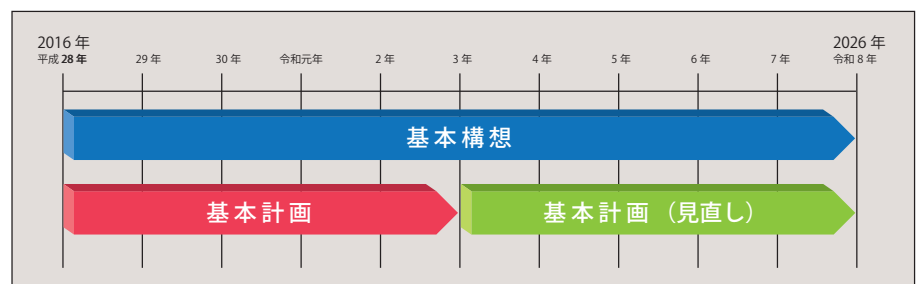 2016 年 2026 年
平成 28 年 29 年 30 年 令和元年 2 年 3 年 4 年 5 年 6 年 7 年 令和 8 年
基本構想
基本計画 基本計画（見直し）